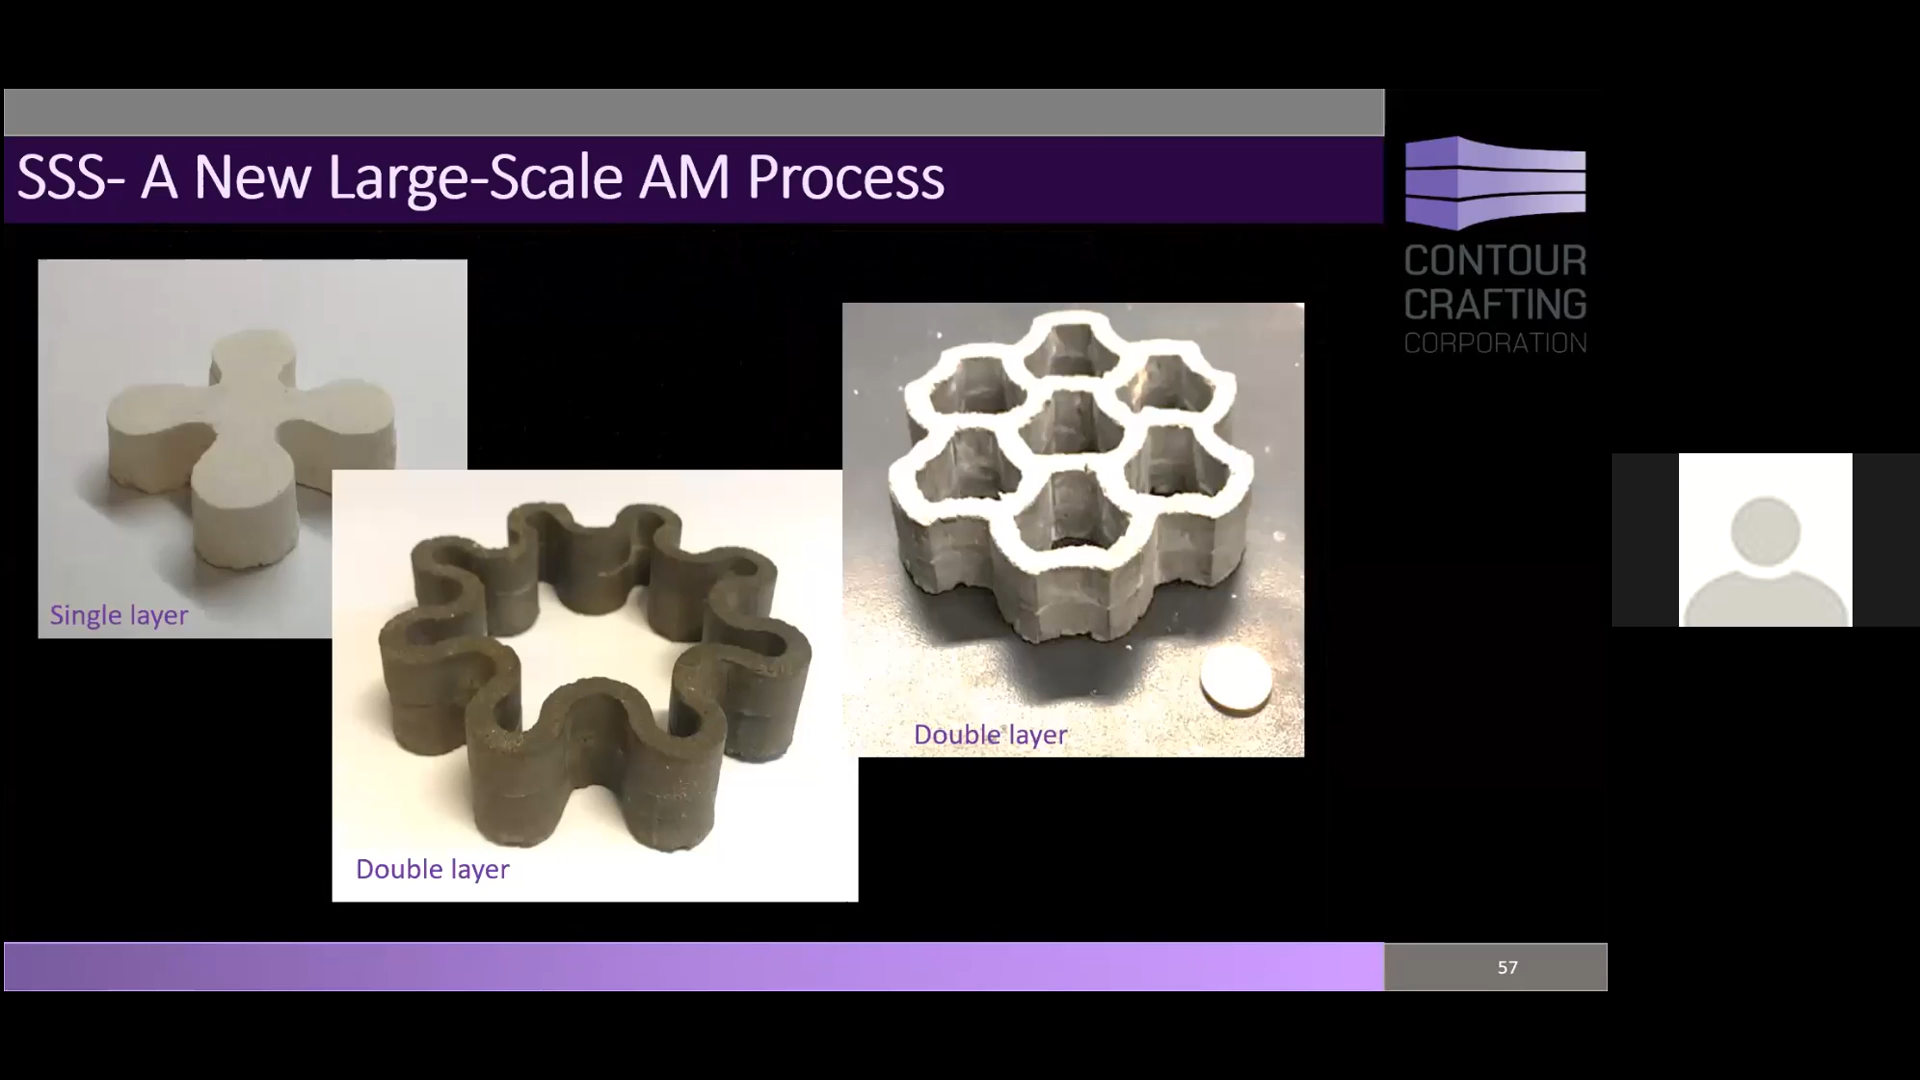 SSS- A New Large-Scale AM Process
CONTOUR
CRAFTING
CORPORATION
Single layer
Double layer
Double layer
57